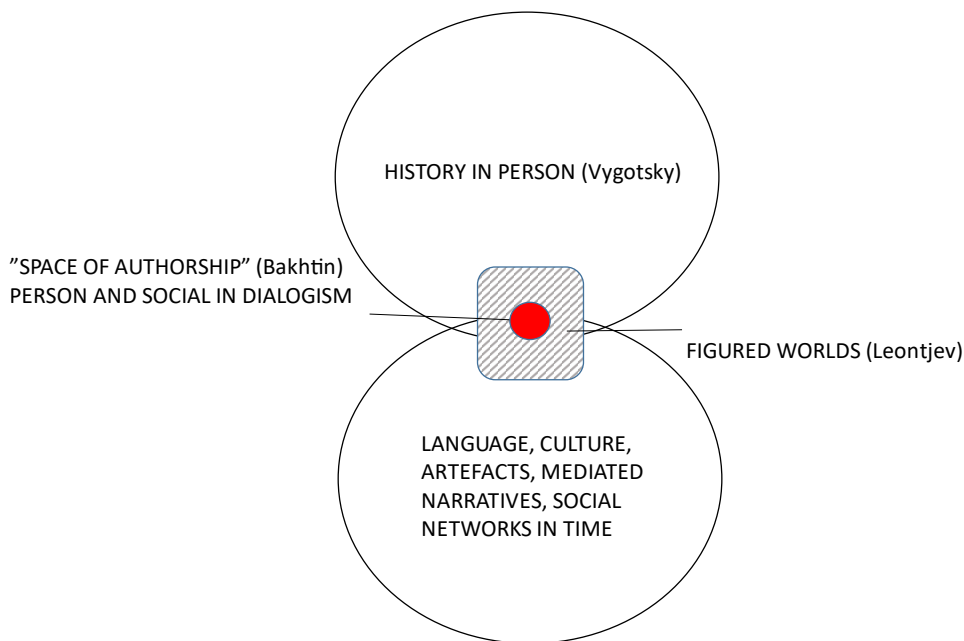 HISTORY IN PERSON (Vygotsky)
”SPACE OF AUTHORSHIP” (Bakhtin)
PERSON AND SOCIAL IN DIALOGISM
FIGURED WORLDS (Leontjev)
LANGUAGE, CULTURE,
ARTEFACTS, MEDIATED
NARRATIVES, SOCIAL
NETWORKS IN TIME